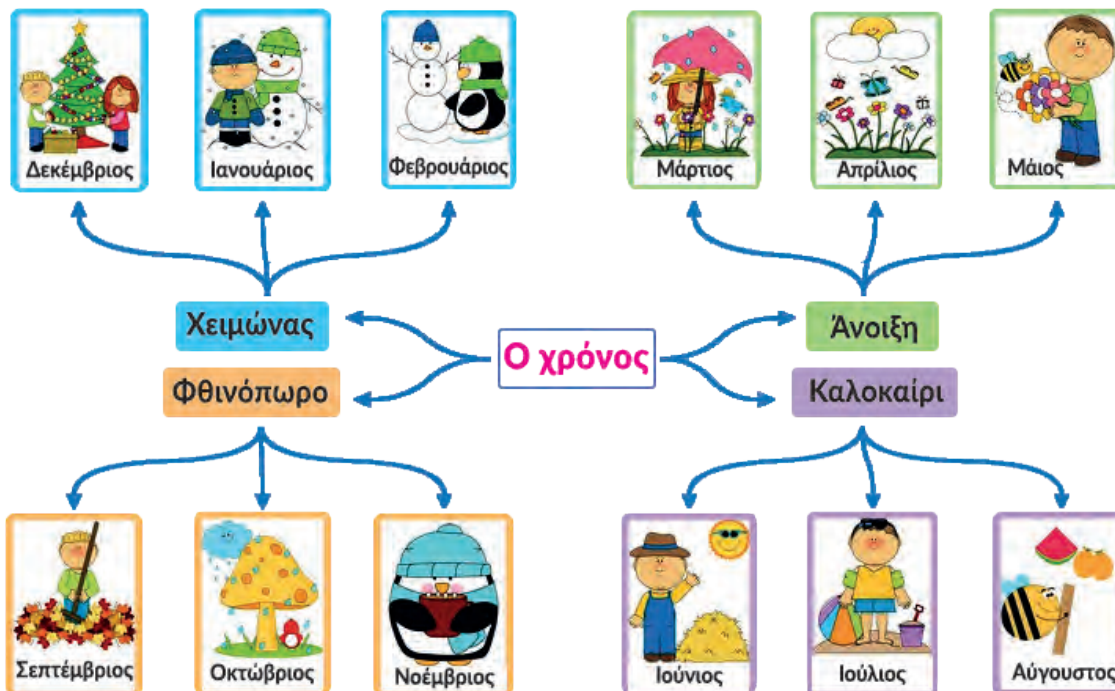 Δεκέμβριος
Ιανουάριος
Φεβρουάριος
Μάρτιος
Απρίλιος
Μάιος
Χειμώνας
Άνοιξη
Ο χρόνος
Φθινόπωρο
Καλοκαίρι
Σεπτέμβριος
Οκτώβριος
Νοέμβριος
Ιούνιος
Ιούλιος
Αύγουστος